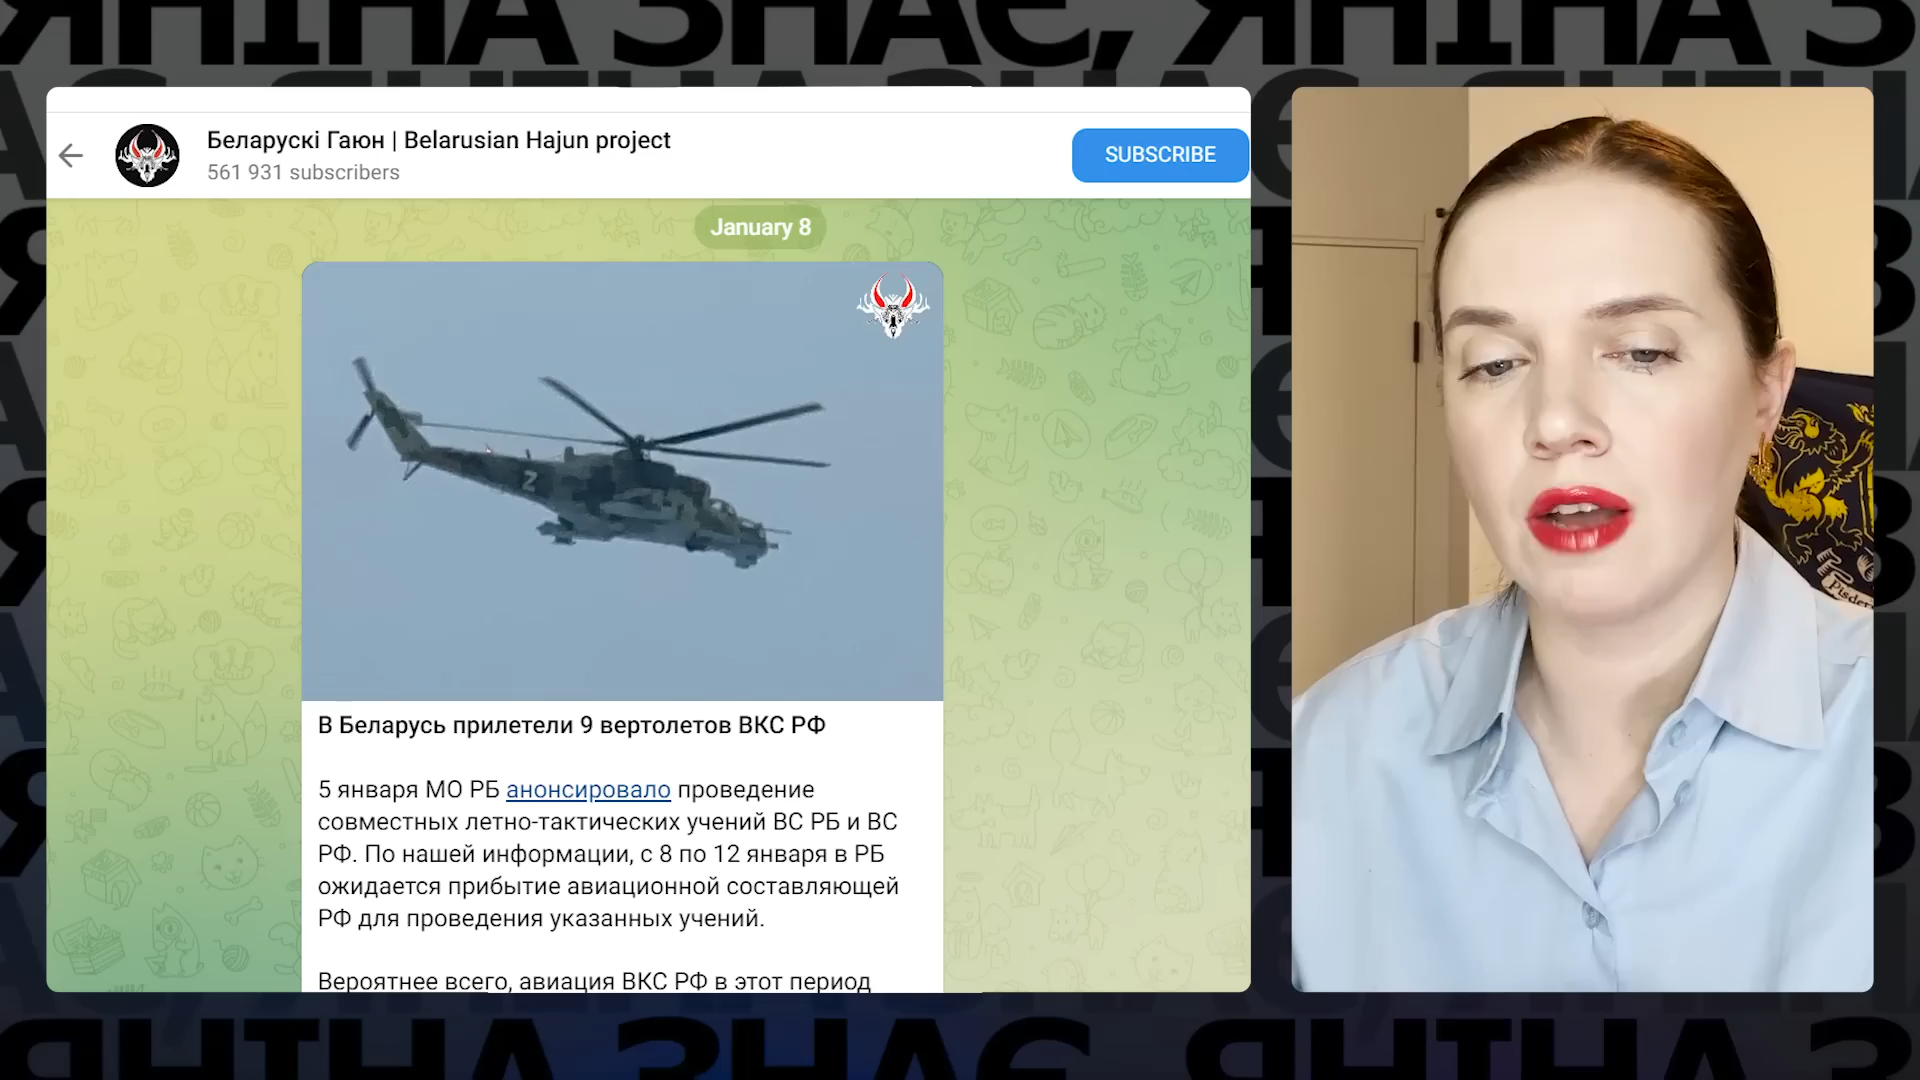 ЯНІНА ЗНАЄ, ЯНІНА З
Беларускі Гаюн | Belarusian Hajun project
561 931 subscribers
SUBSCRIBE
January 8
Z
В Беларусь прилетели 9 вертолетов ВКС РФ
5 января МО РБ анонсировало проведение
совместных летно-тактических учений ВС РБ и ВС
РФ. По нашей информации, с 8 по 12 января в РБ
ожидается прибытие авиационной составляющей
РФ для проведения указанных учений.
Вероятнее всего, авиация ВКС РФ в этот период
ЯНІНА ЗНАЄ, ЯНІНА З